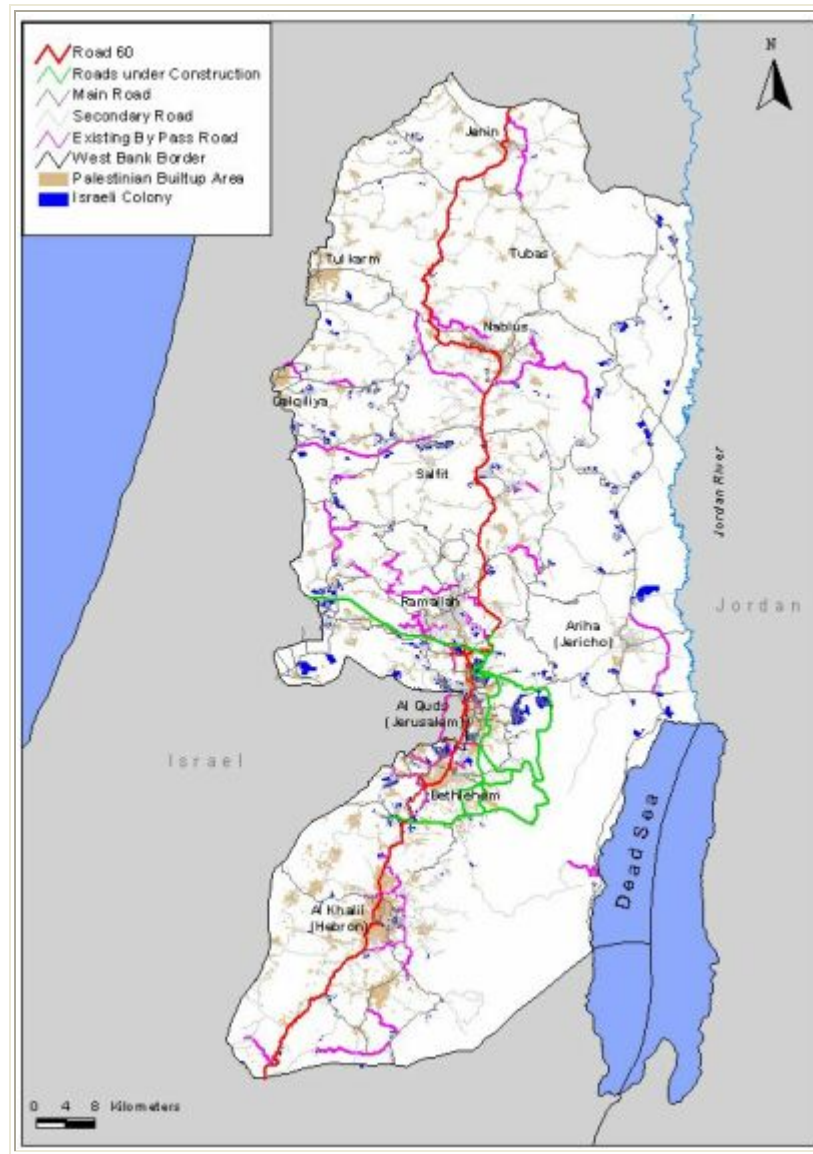 Road 60
Roads under Construction
Main Road
Secondary Road
Existing By Pass Road
West Bank Border
Palestinian Builtup Area
Israeli Colony
N
Jenin
Tubas
Tulkarm
Nablus
Qalqiliya
Salfit
Jordan River
Ramallah
Jordan
Ariha
(Jericho)
Al Quds
(Jerusalem)
Israel
Bethlehem
Dead Sea
Al Khalil
(Hebron)
0 4 8 Kilometers